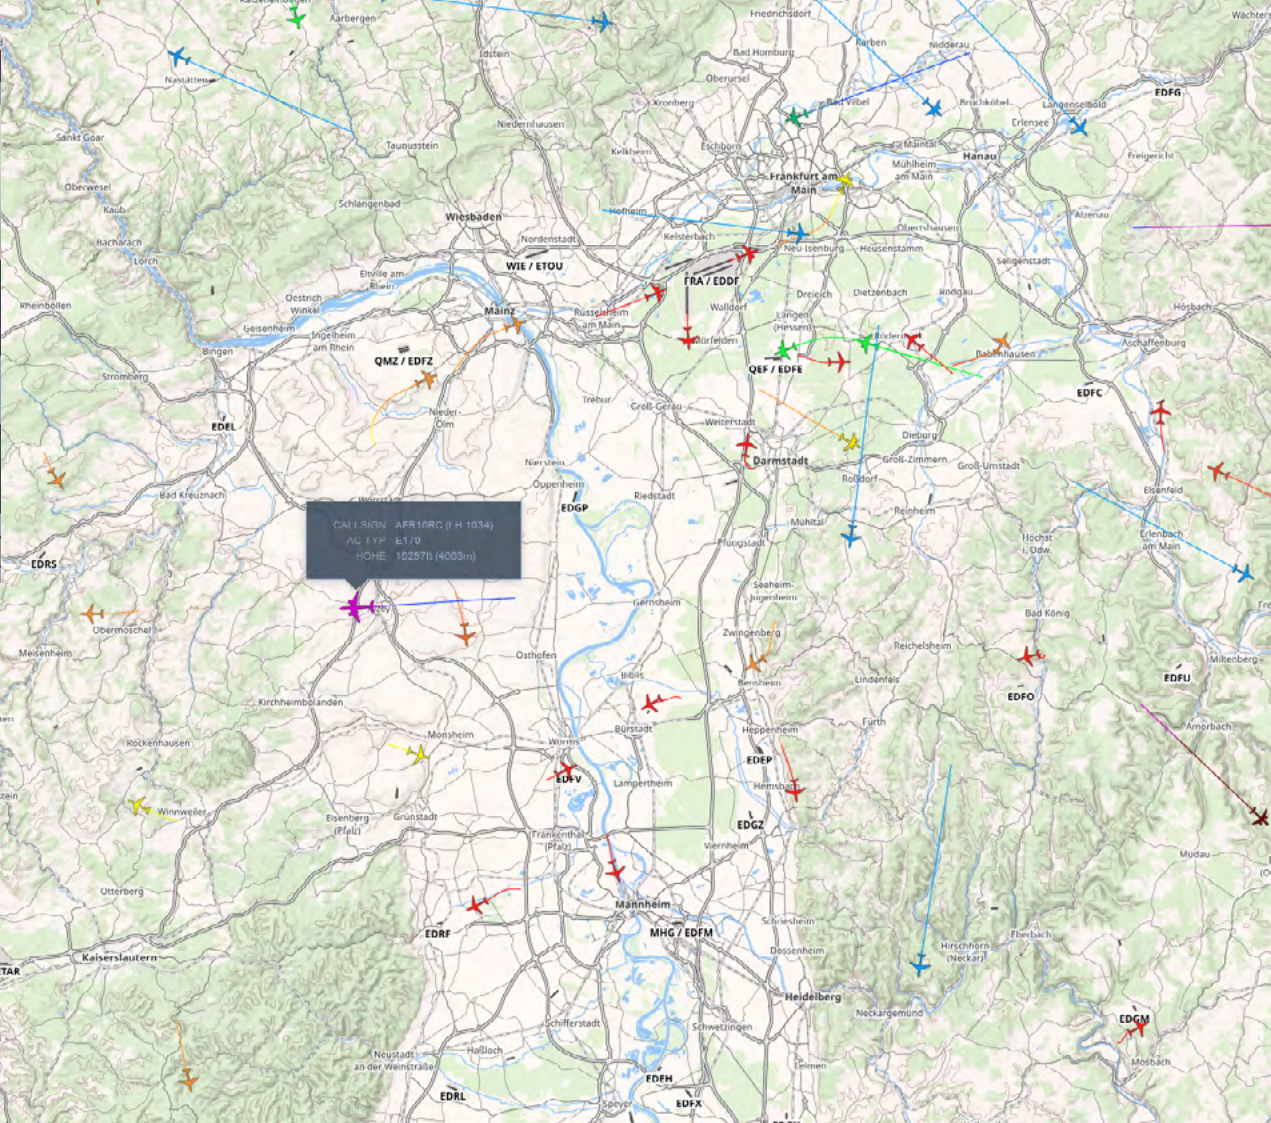 Katzenelnbogen
Aarbergen
Friedrichsdorf
Wächters
Idstein
Bad Homburg
Karben
Nidderau
Nastätten
Oberursel
EDFG
Kronberg
Bad Vilbel
Bruchköbel
Langenselbold
Niedernhausen
Erlensee
Sankt Goar
Taunusstein
Kelkheim
Eschborn
Maintal
Hanau
Freigericht
Mühlheim
am Main
Frankfurt am
Main
Oberwesel
Kaub
Schlangenbad
Wiesbaden
Hofheim
Alzenau
Obertshausen
Bacharach
Nordenstadt
Kelsterbach
Neu-Isenburg
Heusenstamm
Lorch
WIE / ETOU
Seligenstadt
Eltville am
Rhein
FRA / EDDF
Rheinböllen
Oestrich
Winkel
Mainz
Rüsselsheim
am Main
Walldorf
Dreieich
Dietzenbach
Rodgau
Hösbach
Langen
(Hessen)
Geisenheim
Ingelheim
am Rhein
Mörfelden
Aschaffenburg
Bingen
QMZ / EDFZ
Babenhausen
Stromberg
QEF / EDFE
EDFC
Trebur
Groß-Gerau
Nieder-
Olm
EDEL
Weiterstadt
Dieburg
Nierstein
Darmstadt
Groß-Zimmern
Groß-Umstadt
Oppenheim
Roßdorf
Bad Kreuznach
Riedstadt
Elsenfeld
Wörrstadt
EDGP
Reinheim
Mühltal
CALLSIGN AFR16RC (LH 1034)
AC TYP E170
HÖHE 15257ft (4663m)
Pfungstadt
Höchst
i. Odw.
Erlenbach
am Main
EDRS
Seeheim-
Jugenheim
Gernsheim
Bad König
Obermoschel
Zwingenberg
Reichelsheim
Meisenheim
Osthofen
Miltenberg
Biblis
Bensheim
Lindenfels
EDFU
Kirchheimbolanden
EDFO
Fürth
Amorbach
Bürstadt
Heppenheim
Monsheim
Rockenhausen
Worms
EDEP
EDFV
Lampertheim
Hemsbach
Winnweiler
Eisenberg
(Pfalz)
Grünstadt
EDGZ
Frankenthal
(Pfalz)
Viernheim
Mudau
Otterberg
Mannheim
Schriesheim
EDRF
MHG / EDFM
Eberbach
Hirschhorn
(Neckar)
Dossenheim
Kaiserslautern
TAR
Heidelberg
Neckargemünd
Schifferstadt
Schwetzingen
EDGM
Haßloch
Neustadt
an der Weinstraße
Mosbach
Leimen
EDEH
EDRL
Speyer
EDFX